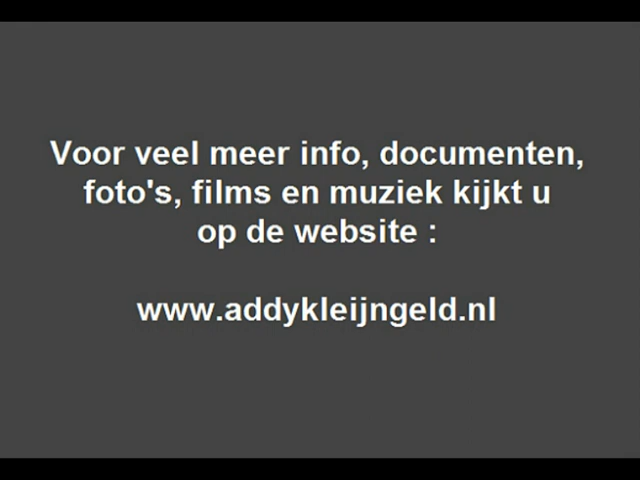 Voor veel meer info, documenten,
foto's, films en muziek kijkt u
op de website :
www.addykleijngeld.nl